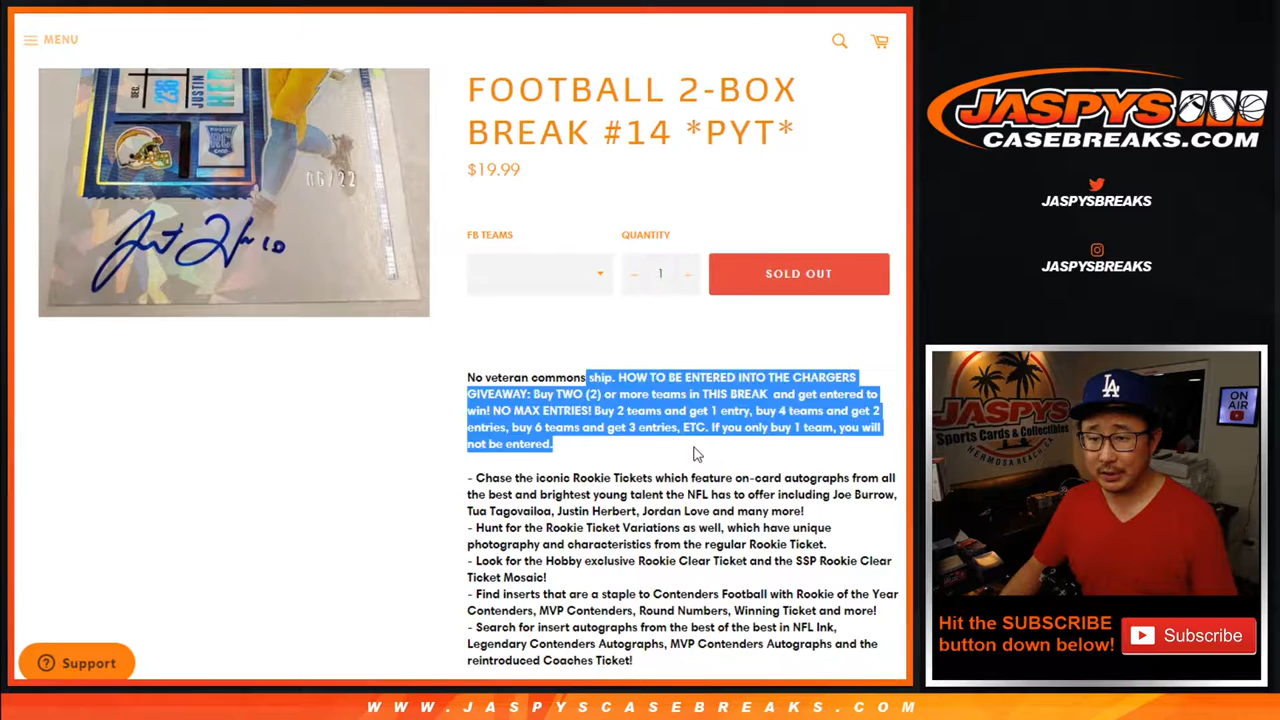 MENU
FOOTBALL 2-BOX
BREAK #14 *PYT*
$19.99
FB TEAMS
QUANTITY
1
SOLD OUT
DEC.
236
JUSTIN
RC
06/22
No veteran commons ship. HOW TO BE ENTERED INTO THE CHARGERS
GIVEAWAY: Buy TWO (2) or more teams in THIS BREAK and get entered to
win! NO MAX ENTRIES! Buy 2 teams and get 1 entry, buy 4 teams and get 2
entries, buy 6 teams and get 3 entries, ETC. If you only buy 1 team, you will
not be entered.
- Chase the iconic Rookie Tickets which feature on-card autographs from all
the best and brightest young talent the NFL has to offer including Joe Burrow,
Tua Tagovailoa, Justin Herbert, Jordan Love and many more!
- Hunt for the Rookie Ticket Variations as well, which have unique
photography and characteristics from the regular Rookie Ticket.
- Look for the Hobby exclusive Rookie Clear Ticket and the SSP Rookie Clear
Ticket Mosaic!
- Find inserts that are a staple to Contenders Football with Rookie of the Year
Contenders, MVP Contenders, Round Numbers, Winning Ticket and more!
- Search for insert autographs from the best of the best in NFL Ink,
Legendary Contenders Autographs, MVP Contenders Autographs and the
reintroduced Coaches Ticket!
Support
JASPYS
CASEBREAKS.COM
JASPYSBREAKS
JASPYSBREAKS
JASPYS
Sports Cards & Collectibles
HERMOSA BEACH, CA
LA
ON
AIR
Hit the SUBSCRIBE
button down below!
Subscribe
WWW.JASPYSCASEBREAKS.COM